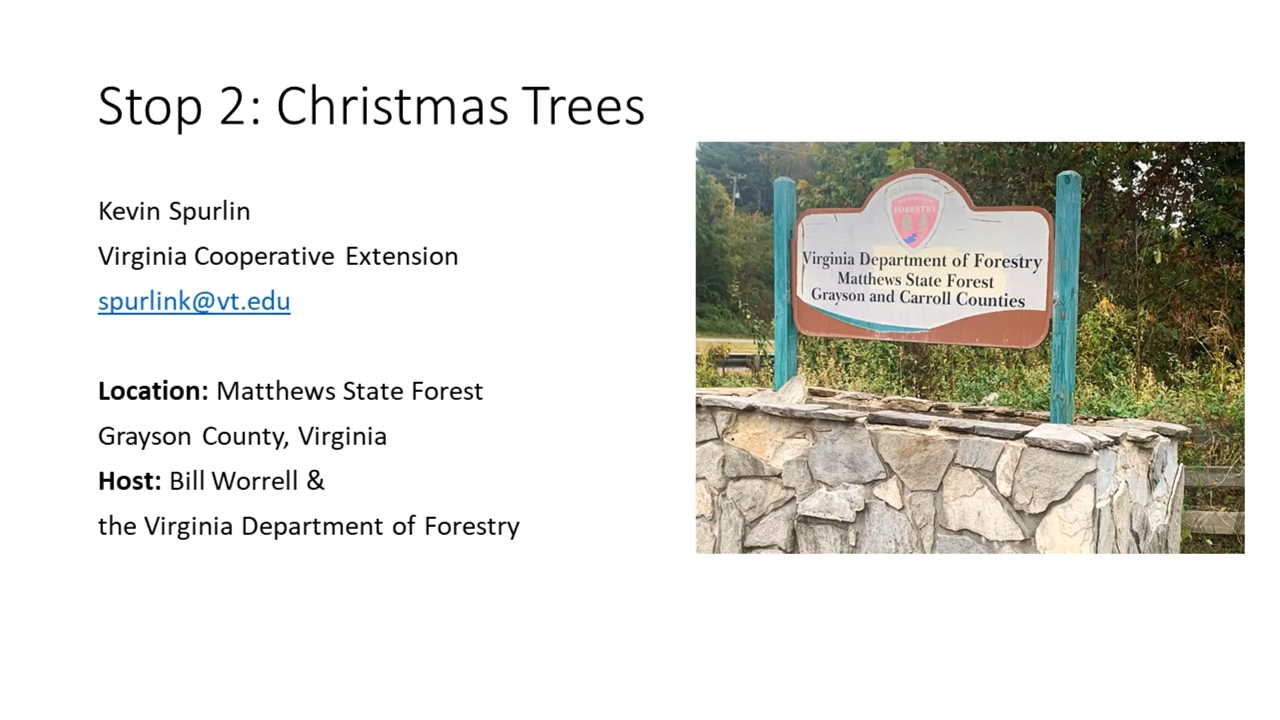 Stop 2: Christmas Trees
Kevin Spurlin
Virginia Cooperative Extension
spurlink@vt.edu
Location: Matthews State Forest
Grayson County, Virginia
Host: Bill Worrell &
the Virginia Department of Forestry
FORESTRY
Virginia Department of Forestry
Matthews State Forest
Grayson and Carroll Counties